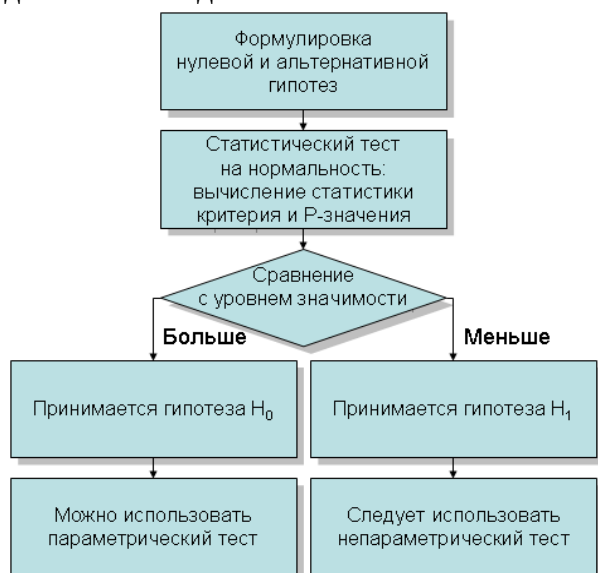 Формулировка
нулевой и альтернативной
гипотез
Статистический тест
на нормальность:
вычисление статистики
критерия и P-значения
Сравнение
с уровнем значимости
Больше
Меньше
Принимается гипотеза H₀
Принимается гипотеза H₁
Можно использовать
параметрический тест
Следует использовать
непараметрический тест